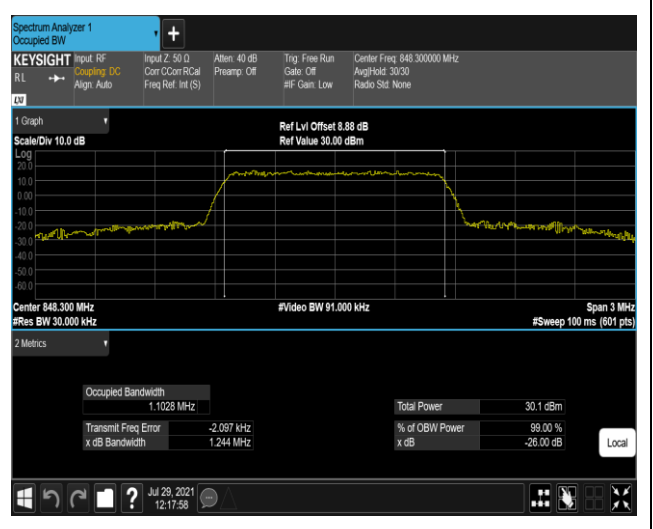 Spectrum Analyzer 1
Occupied BW
+
KEYSIGHT
RL
LXI
Input: RF
Coupling: DC
Align: Auto
Input Z: 50 Ω
Corr CCorr RCal
Freq Ref: Int (S)
Atten: 40 dB
Preamp: Off
Trig: Free Run
Gate: Off
#IF Gain: Low
Center Freq: 848.300000 MHz
Avg|Hold: 30/30
Radio Std: None
1 Graph
Scale/Div 10.0 dB
Ref Lvl Offset 8.88 dB
Ref Value 30.00 dBm
Log
20.0
10.0
0.00
-10.0
-20.0
-30.0
-40.0
-50.0
-60.0
Center 848.300 MHz
#Res BW 30.000 kHz
#Video BW 91.000 kHz
Span 3 MHz
#Sweep 100 ms (601 pts)
2 Metrics
Occupied Bandwidth
1.1028 MHz
Transmit Freq Error -2.097 kHz
x dB Bandwidth 1.244 MHz
Total Power 30.1 dBm
% of OBW Power 99.00 %
x dB -26.00 dB
Local
?
Jul 29, 2021
12:17:58